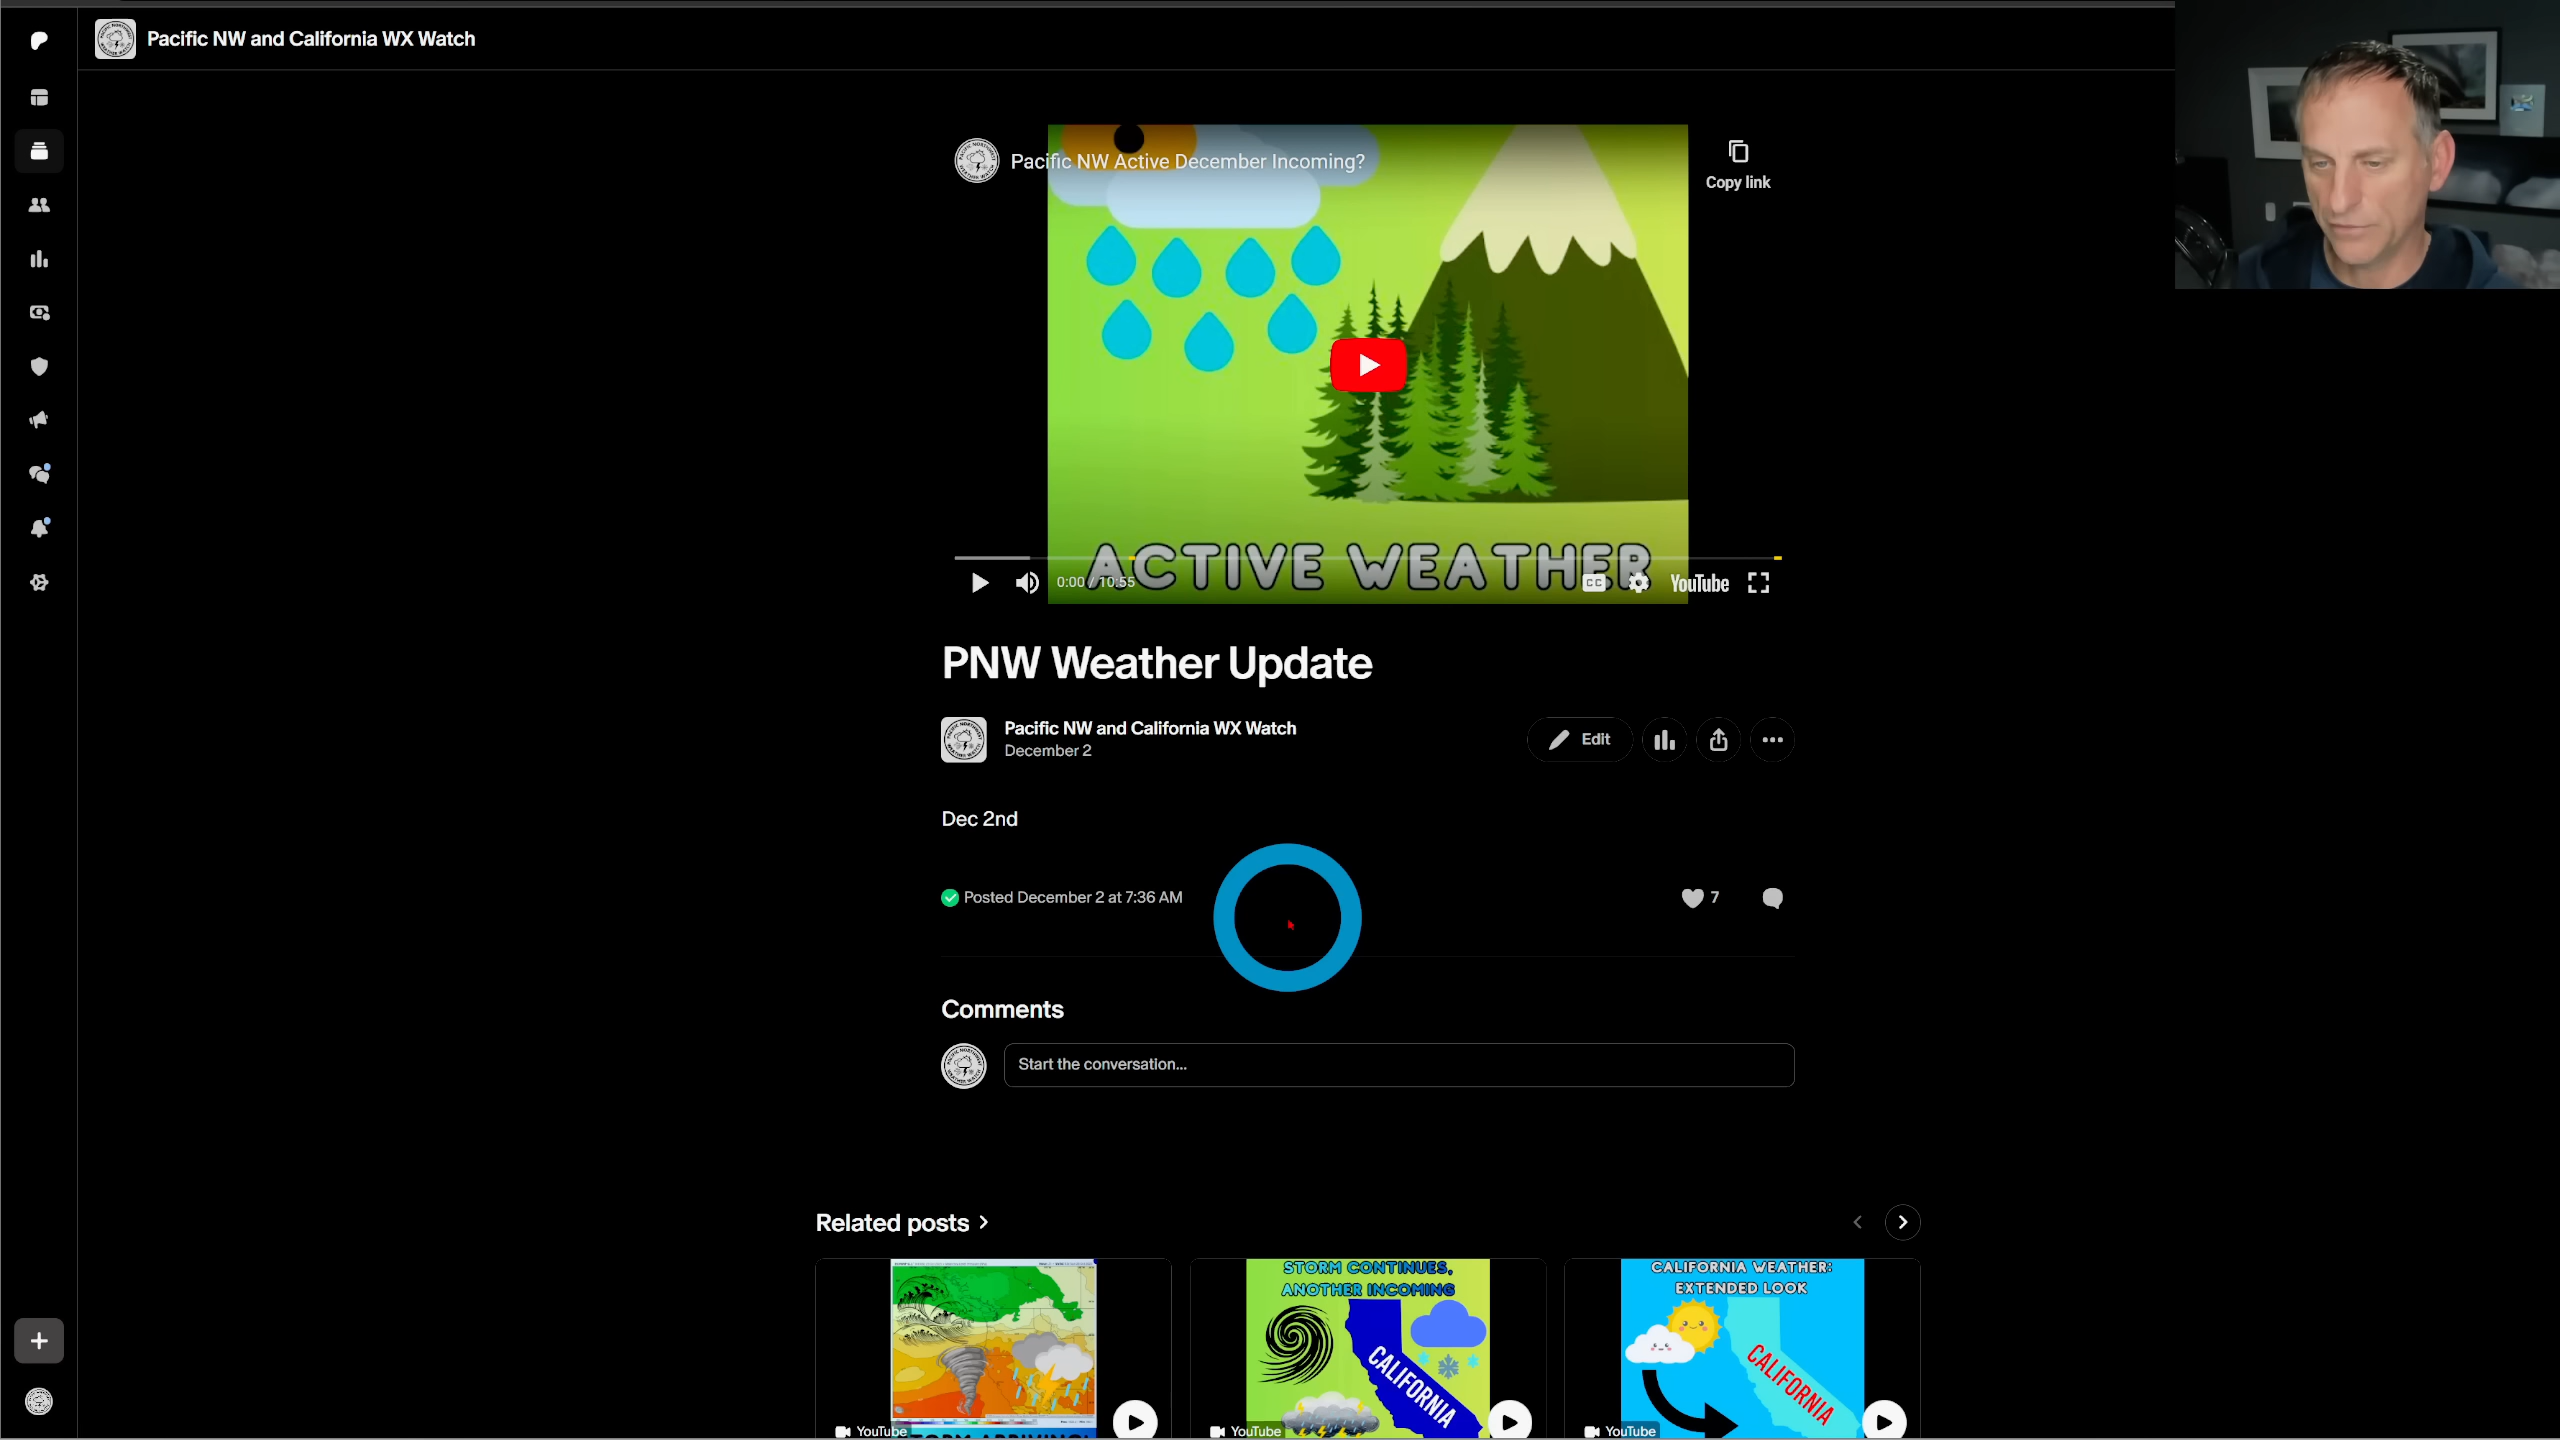 Pacific NW and California WX Watch
Pacific NW Active December Incoming?
Copy link
ACTIVE WEATHER
0:00 / 10:55
CC
YouTube
PNW Weather Update
Pacific NW and California WX Watch
December 2
Edit
Dec 2nd
Posted December 2 at 7:36 AM
7
Comments
Start the conversation...
Related posts
STORM CONTINUES,
ANOTHER INCOMING
CALIFORNIA
YouTube
CALIFORNIA WEATHER:
EXTENDED LOOK
CALIFORNIA
YouTube
YouTube